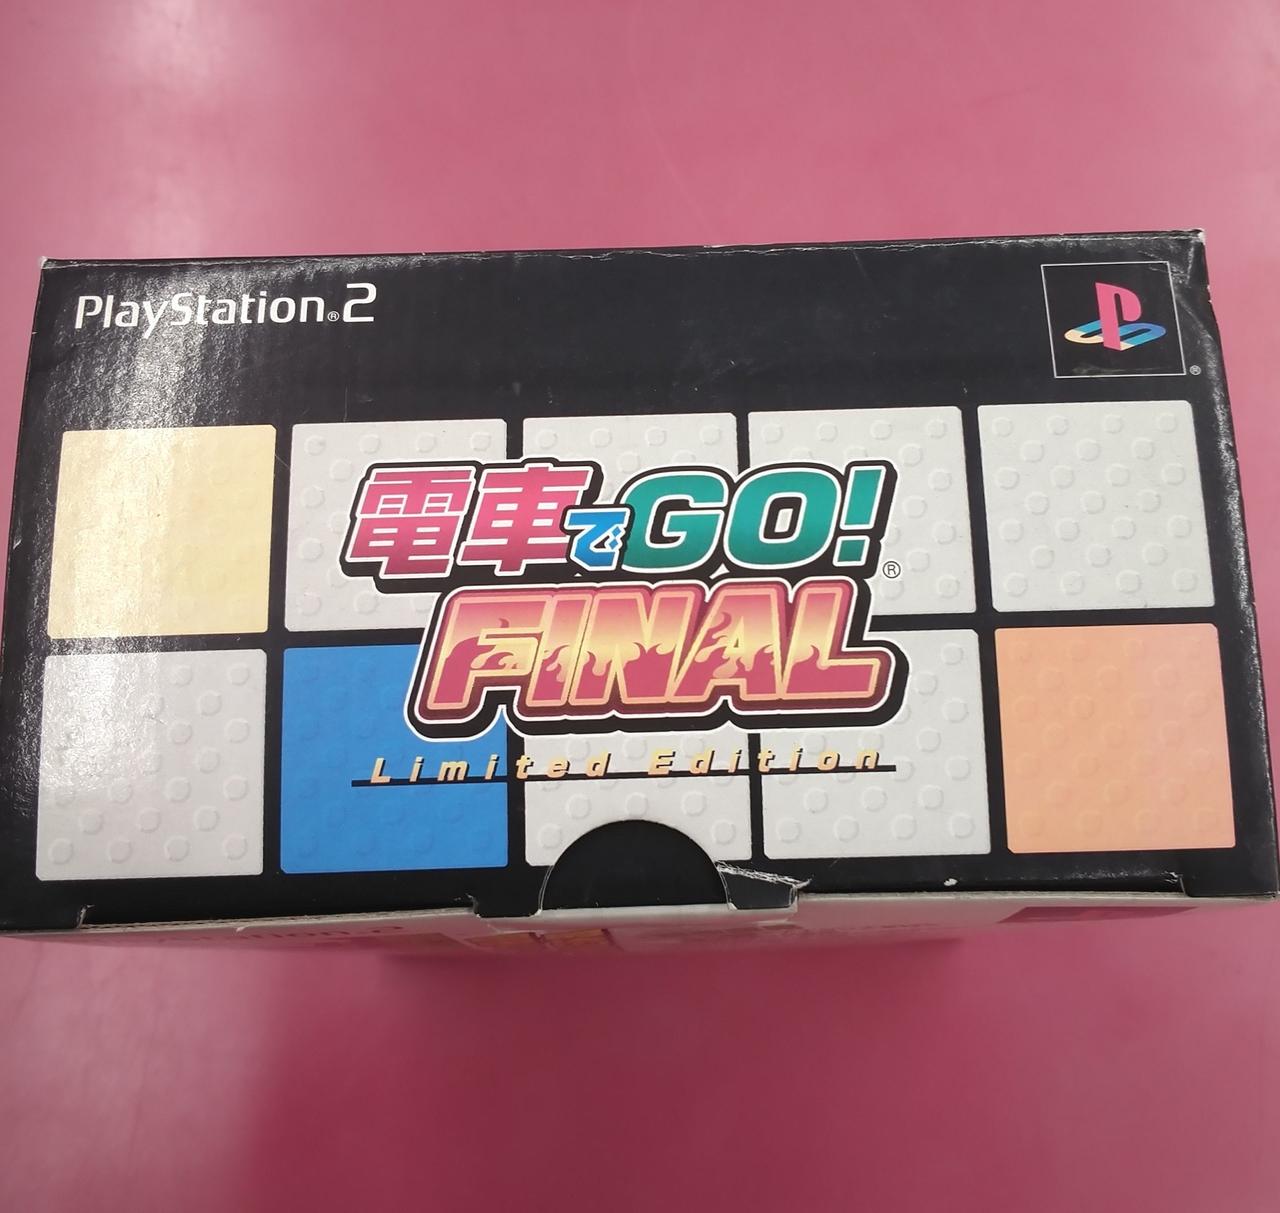 PlayStation®2
®
電車でGO!
®
FINAL
Limited Edition